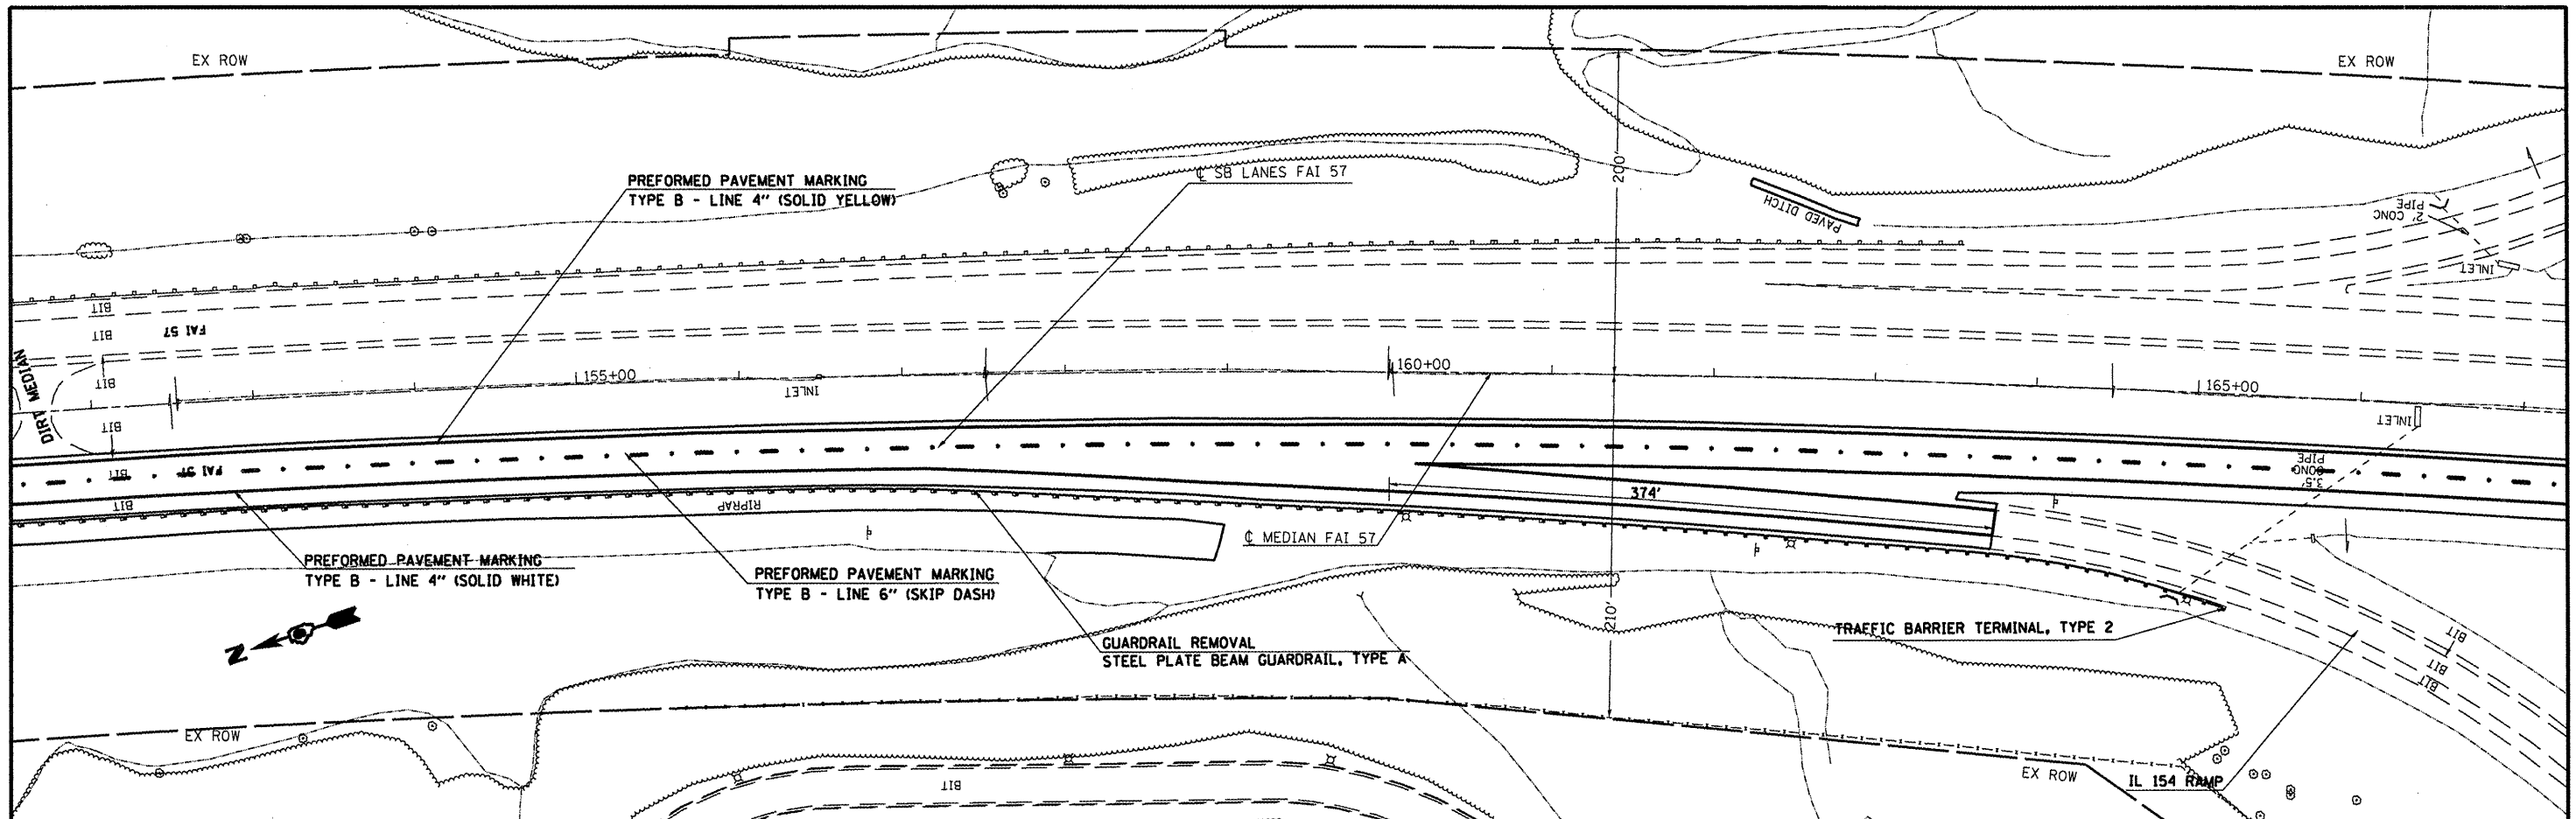 EX ROW
EX ROW
200'
PREFORMED PAVEMENT MARKING
TYPE B - LINE 4" (SOLID YELLOW)
℄ SB LANES FAI 57
PAVED DITCH
2' CONC
PIPE
INLET
BIT
BIT
FAI 57
DIRT MEDIAN
BIT
155+00
INLET
160+00
165+00
INLET
BIT
BIT
FAI 57
BIT
RIPRAP
3.5'
CONC
PIPE
374'
℄ MEDIAN FAI 57
PREFORMED PAVEMENT MARKING
TYPE B - LINE 4" (SOLID WHITE)
PREFORMED PAVEMENT MARKING
TYPE B - LINE 6" (SKIP DASH)
N
210'
GUARDRAIL REMOVAL
STEEL PLATE BEAM GUARDRAIL, TYPE A
TRAFFIC BARRIER TERMINAL, TYPE 2
BIT
BIT
BIT
EX ROW
BIT
EX ROW
IL 154 RAMP